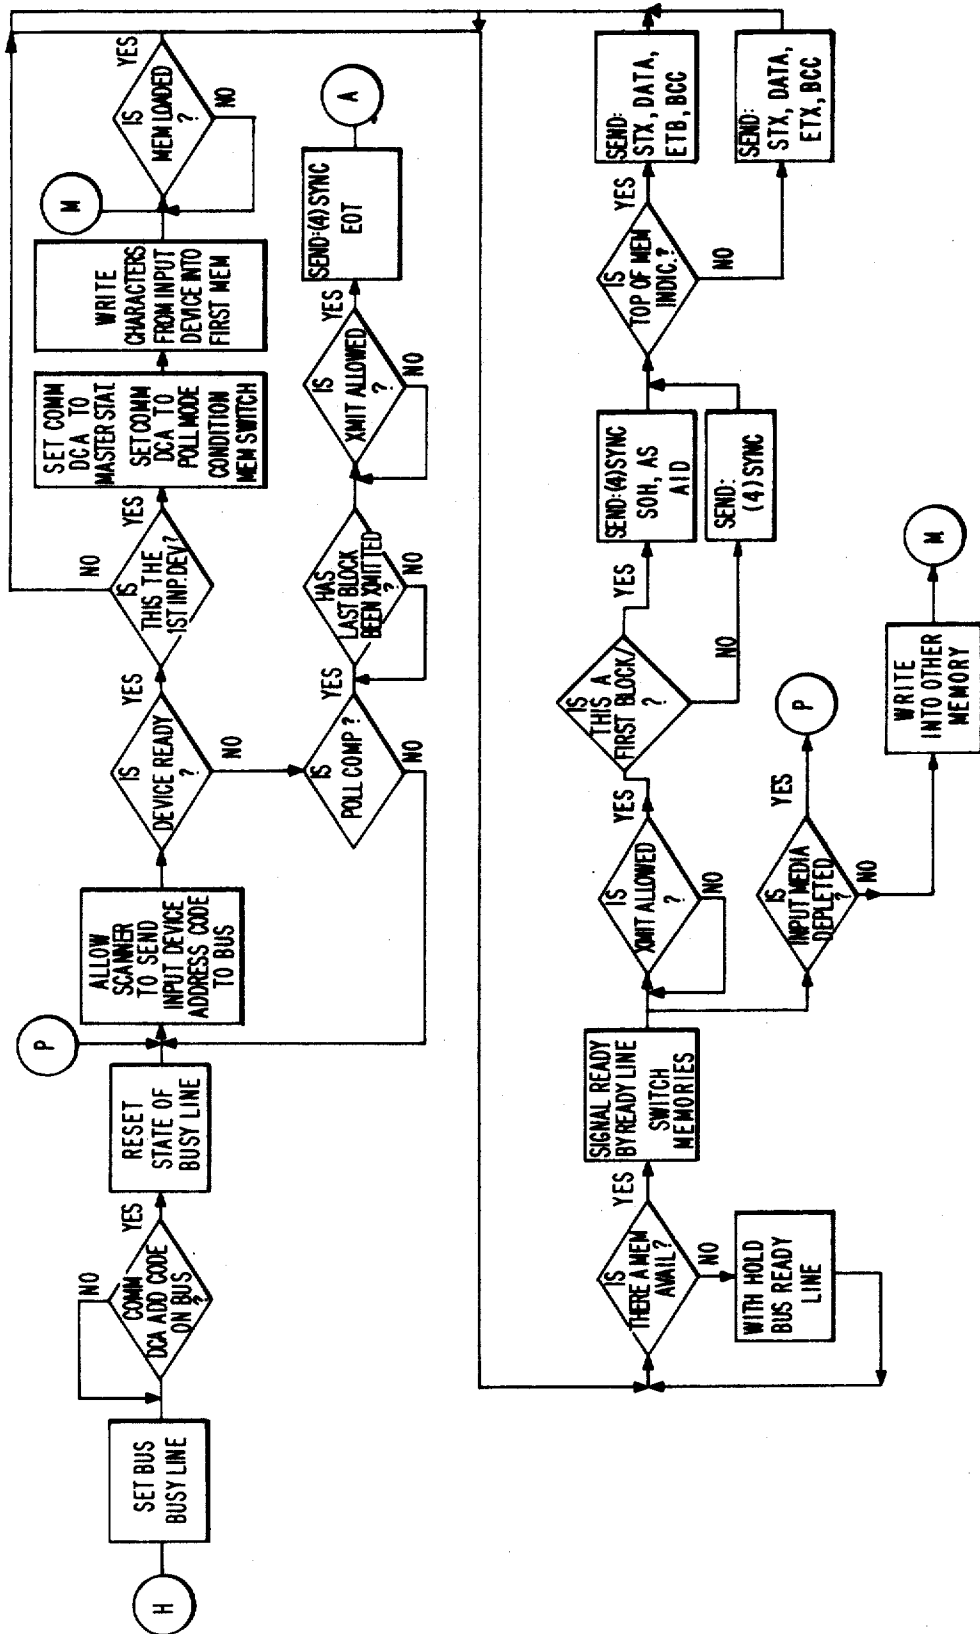 H
SET BUS
BUSY LINE
COMM
DCA ADD CODE
ON BUS
?
NO
YES
RESET
STATE OF
BUSY LINE
P
ALLOW
SCANNER
TO SEND
INPUT DEVICE
ADDRESS CODE
TO BUS
IS
DEVICE READY
?
YES
NO
IS
THIS THE
1ST INP. DEV?
NO
YES
SET COMM
DCA TO
MASTER STAT
SET COMM
DCA TO
POLL MODE
CONDITION
MEM SWITCH
WRITE
CHARACTERS
FROM INPUT
DEVICE INTO
FIRST MEM
M
IS
MEM LOADED
?
YES
NO
IS
POLL COMP ?
YES
NO
HAS
LAST BLOCK
BEEN XMITTED
?
NO
IS
XMIT ALLOWED
?
YES
NO
SEND:(4)SYNC
EOT
A
IS
THERE A MEM
AVAIL?
YES
NO
WITH HOLD
BUS READY
LINE
SIGNAL READY
BY READY LINE
SWITCH
MEMORIES
IS
XMIT ALLOWED
?
YES
NO
IS
THIS A
FIRST BLOCK/
?
YES
NO
SEND:(4)SYNC
SOH, AS
AID
SEND:
(4)SYNC
IS
TOP OF MEM
INDIC.?
YES
NO
SEND:
STX, DATA,
ETB, BCC
SEND:
STX, DATA,
ETX, BCC
IS
INPUT MEDIA
DEPLETED
?
YES
P
NO
WRITE
INTO OTHER
MEMORY
M